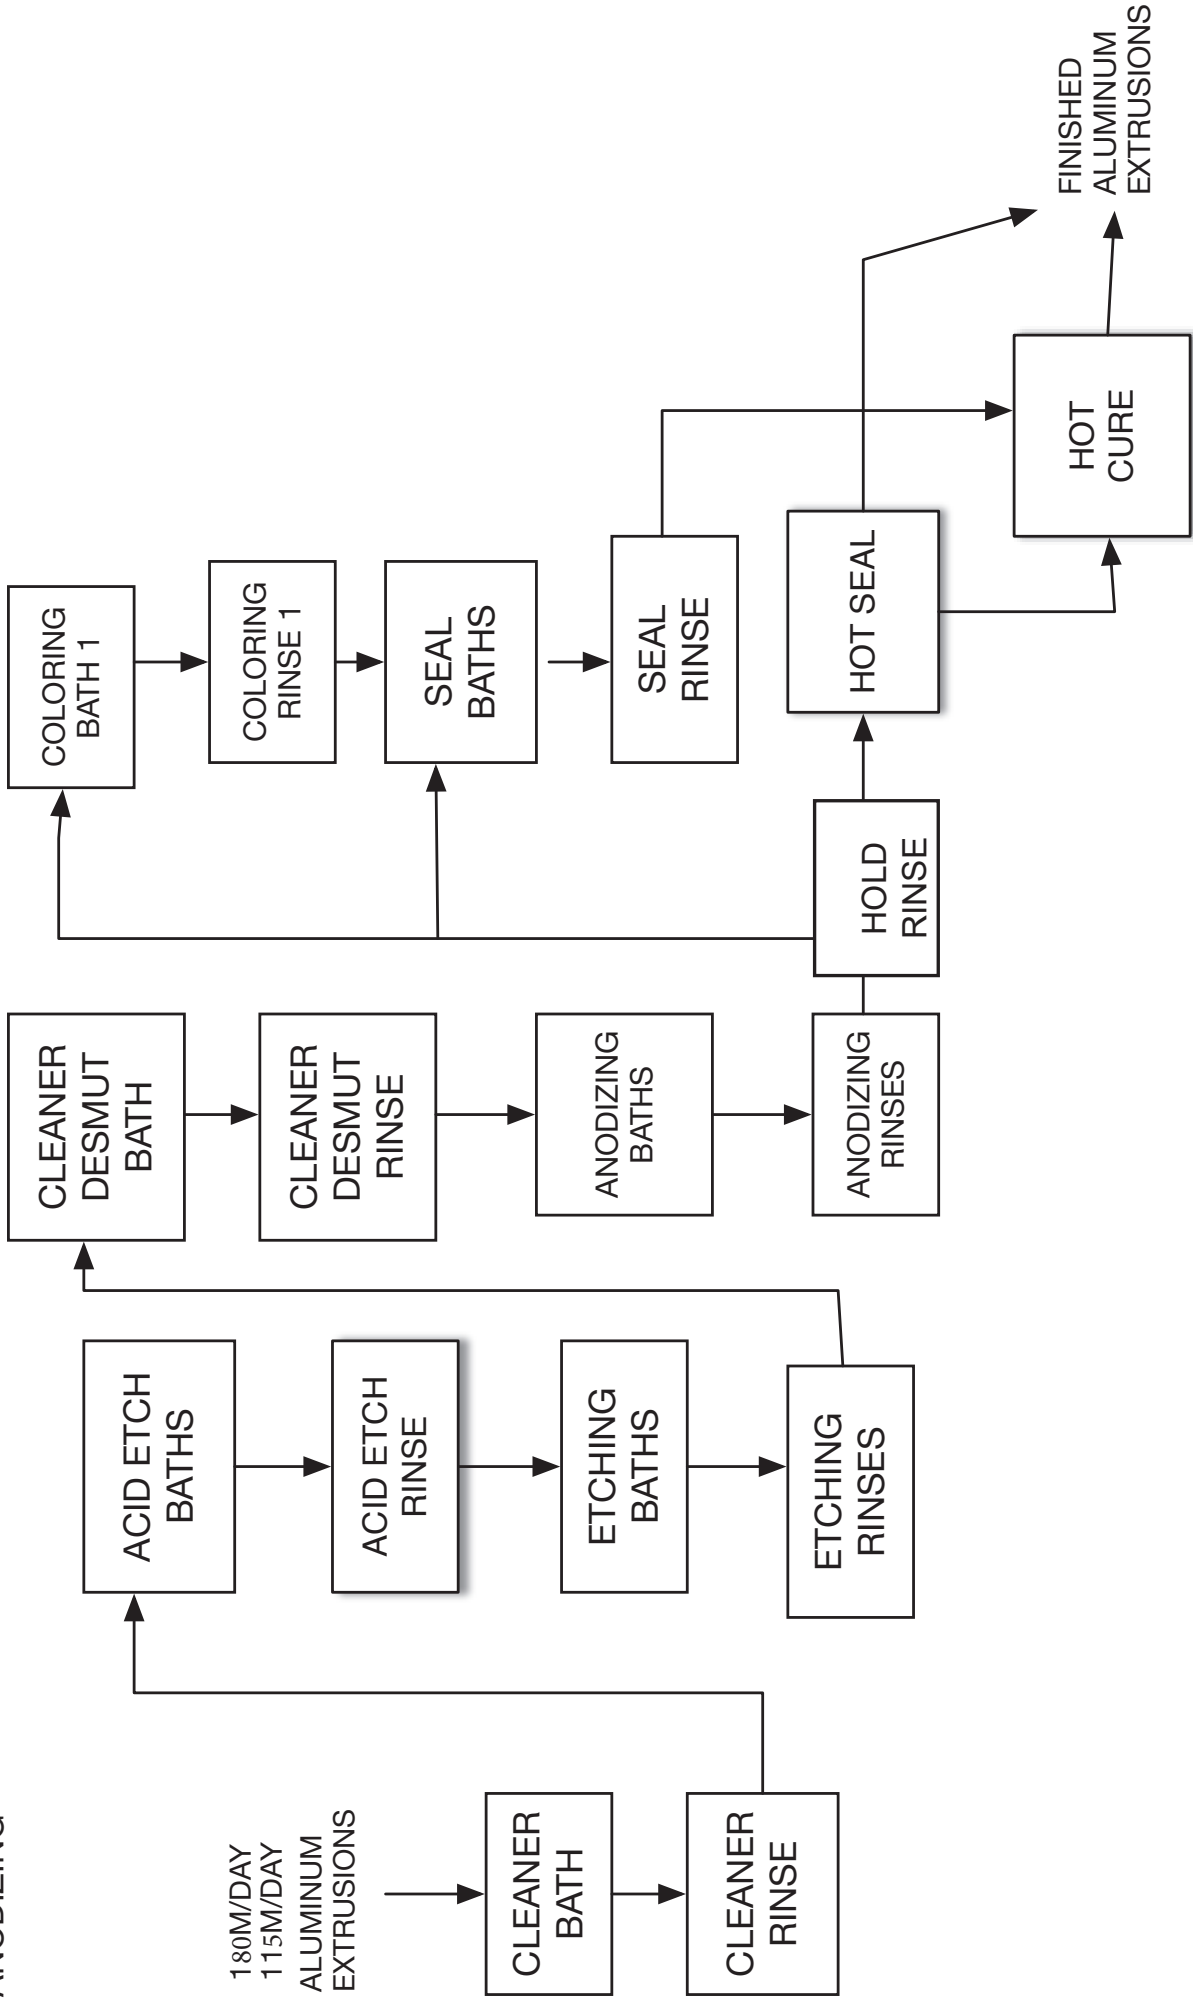 ANODIZING
180M/DAY
115M/DAY
ALUMINUM
EXTRUSIONS
CLEANER
BATH
CLEANER
RINSE
ACID ETCH
BATHS
ACID ETCH
RINSE
ETCHING
BATHS
ETCHING
RINSES
CLEANER
DESMUT
BATH
CLEANER
DESMUT
RINSE
ANODIZING
BATHS
ANODIZING
RINSES
HOLD
RINSE
COLORING
BATH 1
COLORING
RINSE 1
SEAL
BATHS
SEAL
RINSE
HOT SEAL
HOT
CURE
FINISHED
ALUMINUM
EXTRUSIONS